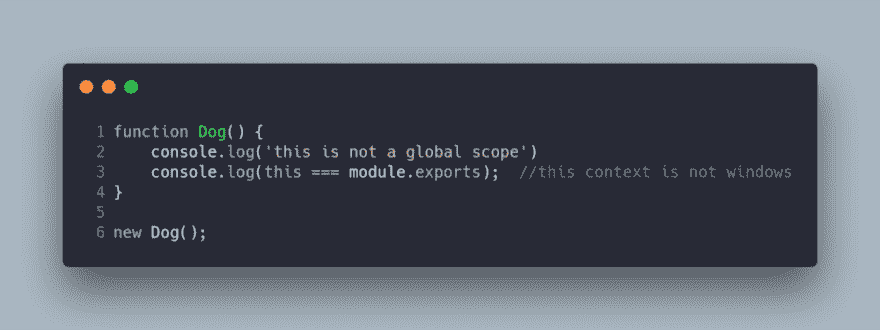 1 function Dog() {
2     console.log('this is not a global scope')
3     console.log(this === module.exports);  //this context is not windows
4 }
5
6 new Dog();